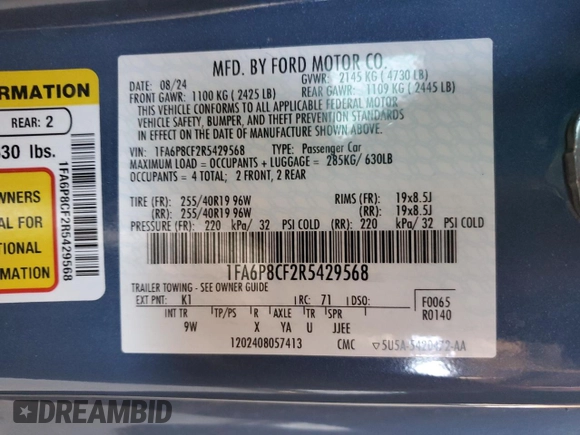 ORMATION
REAR: 2
630 lbs.
WNERS
AL FOR
TIONAL
MATION
1FA6P8CF2R5429568
MFD. BY FORD MOTOR CO.
DATE: 08/24 GVWR: 2145 KG ( 4730 LB)
FRONT GAWR: 1100 KG ( 2425 LB) REAR GAWR: 1109 KG ( 2445 LB)
THIS VEHICLE CONFORMS TO ALL APPLICABLE FEDERAL MOTOR
VEHICLE SAFETY, BUMPER, AND THEFT PREVENTION STANDARDS
IN EFFECT ON THE DATE OF MANUFACTURE SHOWN ABOVE.
VIN: 1FA6P8CF2R5429568 TYPE: Passenger Car
MAXIMUM LOAD = OCCUPANTS + LUGGAGE = 285KG/ 630LB
OCCUPANTS = 4 TOTAL; 2 FRONT, 2 REAR
TIRE (FR): 255/40R19 96W RIMS (FR): 19x8.5J
(RR): 255/40R19 96W (RR): 19x8.5J
PRESSURE (FR): 220 kPa/ 32 PSI COLD (RR): 220 kPa/ 32 PSI COLD
1FA6P8CF2R5429568
TRAILER TOWING - SEE OWNER GUIDE
EXT PNT: K1 RC: 71 DSO: F0065
INT TR TP/PS R AXLE TR SPR R0140
9W X YA U JJEE
1202408057413 CMC 5U5A-5420472-AA
DREAMBID